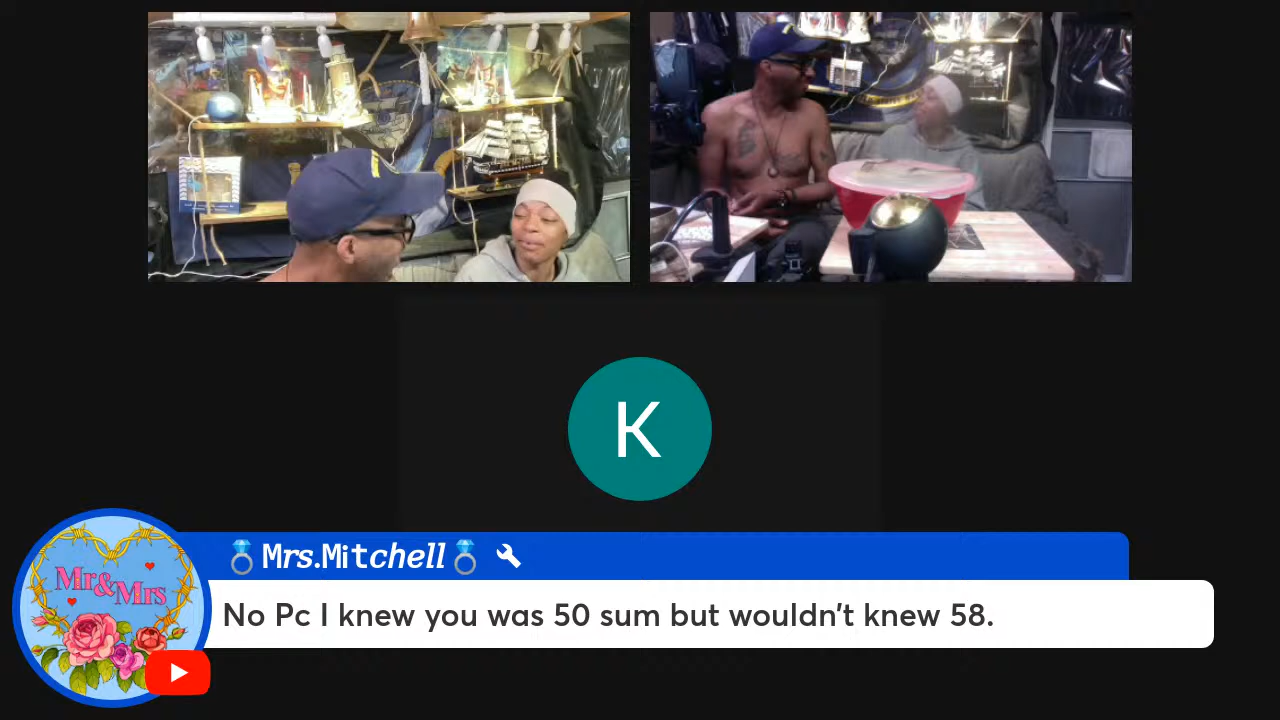 K
💍Mrs.Mitchell💍
Mr&Mrs
No Pc I knew you was 50 sum but wouldn't knew 58.